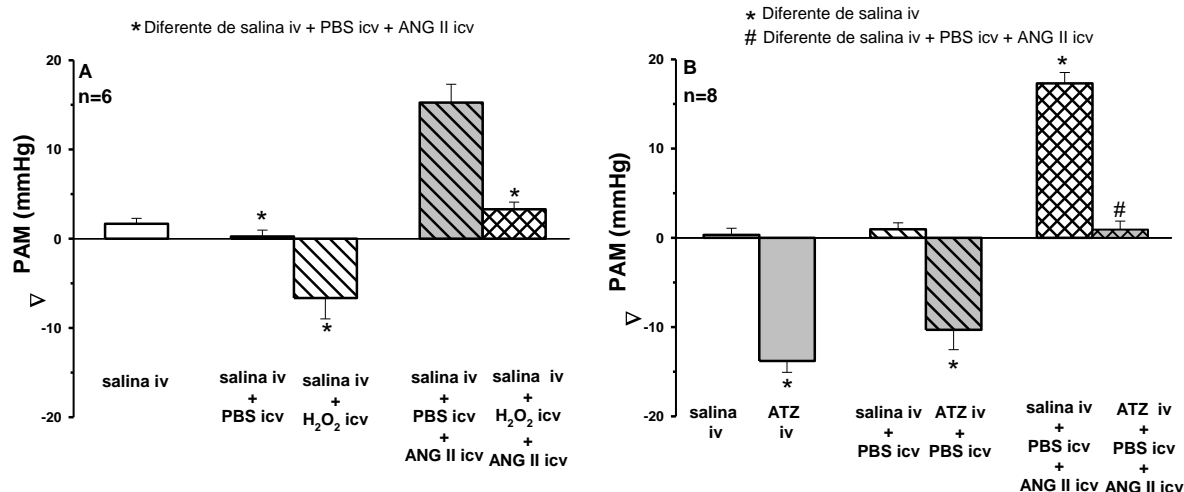 * Diferente de salina iv + PBS icv + ANG II icv
A
n=6
20
10
0
-10
-20
∇ PAM (mmHg)
*
*
*
salina iv
salina iv
+
PBS icv
salina iv
+
H₂O₂ icv
salina iv
+
PBS icv
+
ANG II icv
salina iv
+
H₂O₂ icv
+
ANG II icv
* Diferente de salina iv
# Diferente de salina iv + PBS icv + ANG II icv
B
n=8
20
10
0
-10
-20
∇ PAM (mmHg)
*
#
*
*
salina
iv
ATZ
iv
salina iv
+
PBS icv
ATZ iv
+
PBS icv
salina iv
+
PBS icv
+
ANG II icv
ATZ iv
+
PBS icv
+
ANG II icv